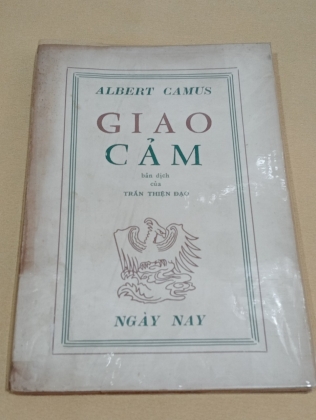 ALBERT CAMUS
GIAO
CẢM
bản dịch
của
TRẦN THIỆN ĐẠO
NGÀY NAY